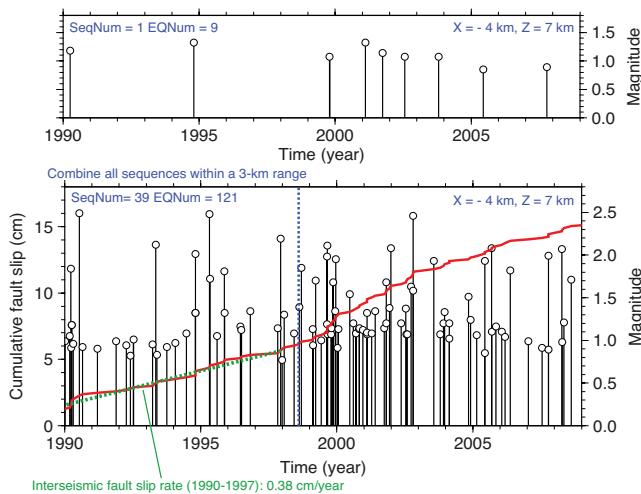 SeqNum = 1 EQNum = 9
X = - 4 km, Z = 7 km
1.5
1.0
0.5
0.0
Magnitude
1990
1995
2000
2005
Time (year)
Combine all sequences within a 3-km range
SeqNum= 39 EQNum = 121
X = - 4 km, Z = 7 km
Cumulative fault slip (cm)
15
10
5
0
2.5
2.0
1.5
1.0
0.5
0.0
Magnitude
1990
1995
2000
2005
Time (year)
Interseismic fault slip rate (1990-1997): 0.38 cm/year